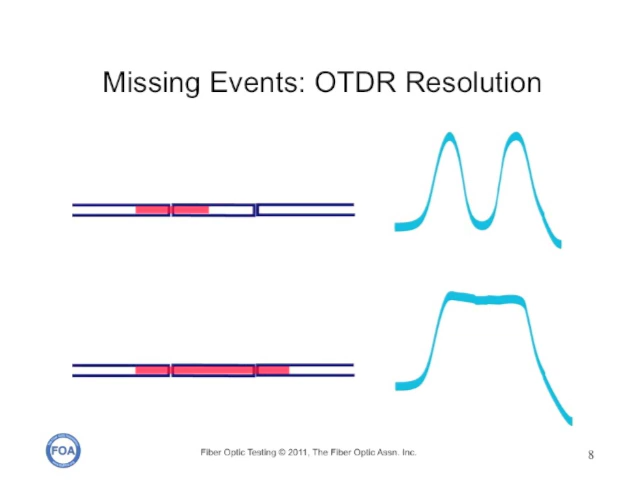 Missing Events: OTDR Resolution
FOA
Fiber Optic Testing © 2011, The Fiber Optic Assn. Inc.
8